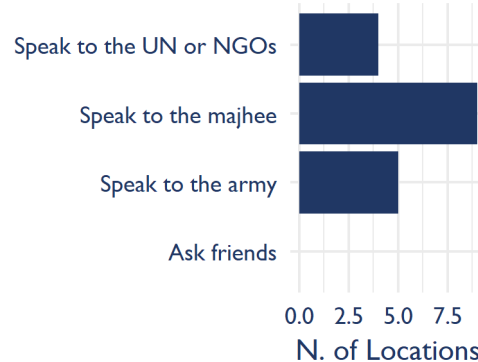 Speak to the UN or NGOs
Speak to the majhee
Speak to the army
Ask friends
0.0 2.5 5.0 7.5
N. of Locations